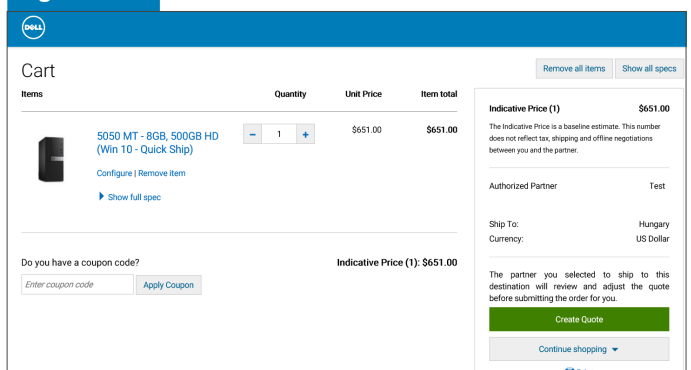 DELL
Cart
Remove all items
Show all specs
Items Quantity Unit Price Item total
5050 MT - 8GB, 500GB HD
(Win 10 - Quick Ship)
− 1 + $651.00 $651.00
Configure | Remove item
Show full spec
Do you have a coupon code?
Indicative Price (1): $651.00
Enter coupon code
Apply Coupon
Indicative Price (1) $651.00
The Indicative Price is a baseline estimate. This number
does not reflect tax, shipping and offline negotiations
between you and the partner.
Authorized Partner Test
Ship To: Hungary
Currency: US Dollar
The partner you selected to ship to this
destination will review and adjust the quote
before submitting the order for you.
Create Quote
Continue shopping